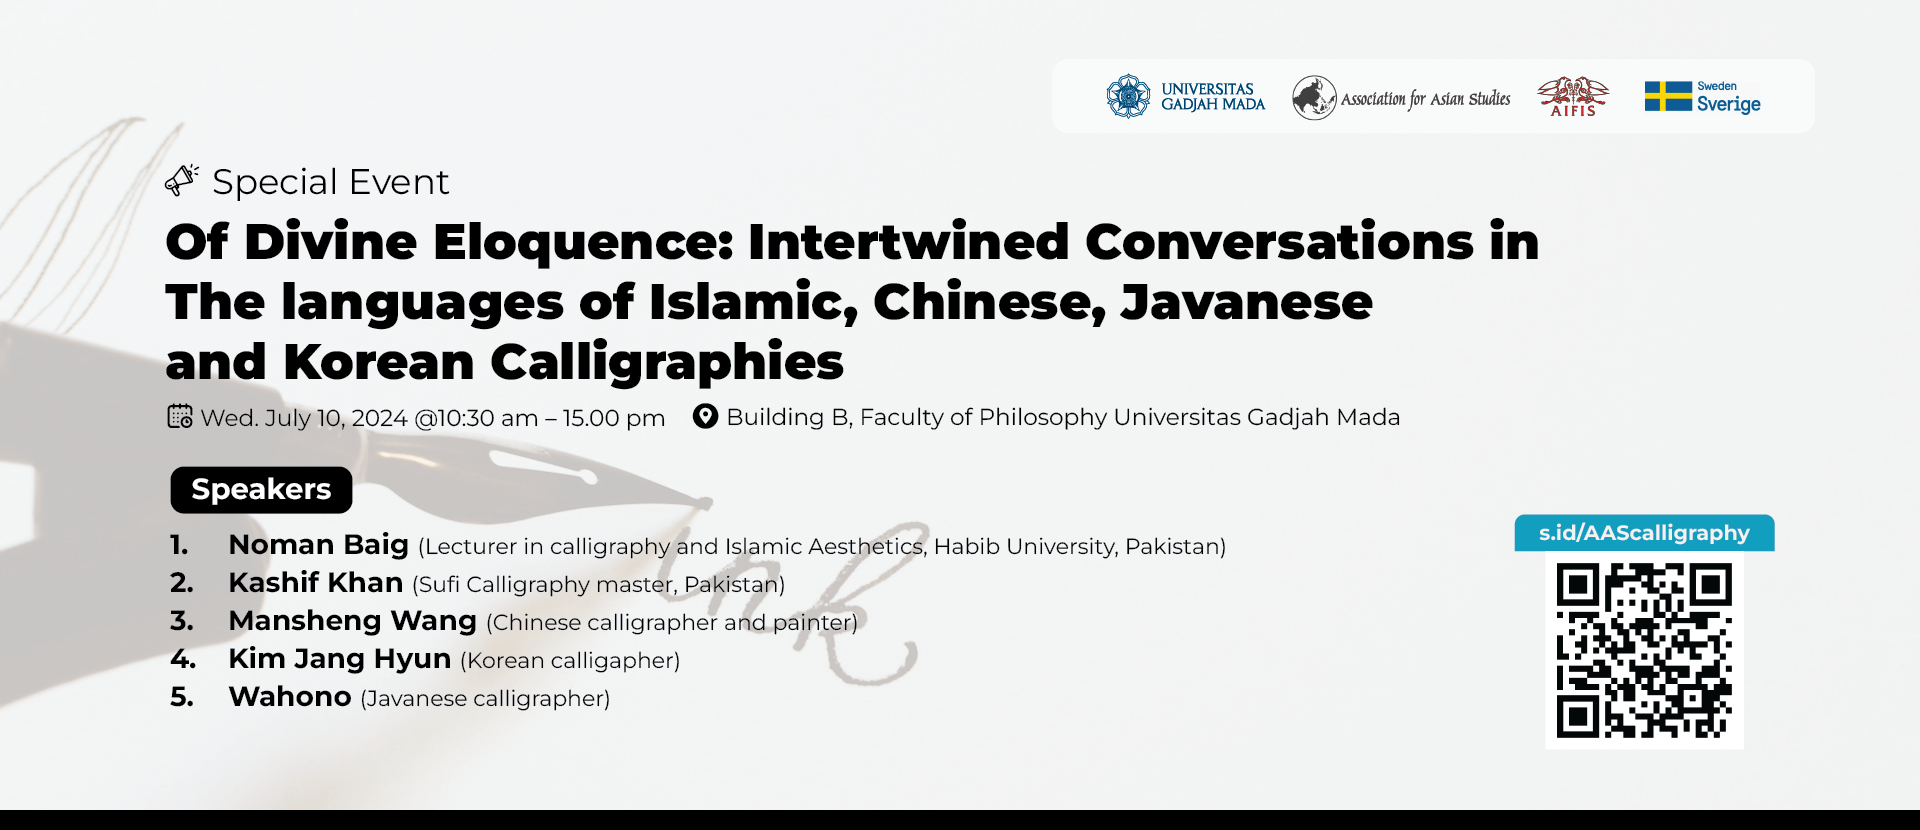 UNIVERSITAS
GADJAH MADA
Association for Asian Studies
AIFIS
Sweden
Sverige
Special Event
Of Divine Eloquence: Intertwined Conversations in
The languages of Islamic, Chinese, Javanese
and Korean Calligraphies
Wed. July 10, 2024 @10:30 am – 15.00 pm
Building B, Faculty of Philosophy Universitas Gadjah Mada
Speakers
1. Noman Baig (Lecturer in calligraphy and Islamic Aesthetics, Habib University, Pakistan)
2. Kashif Khan (Sufi Calligraphy master, Pakistan)
3. Mansheng Wang (Chinese calligrapher and painter)
4. Kim Jang Hyun (Korean calligapher)
5. Wahono (Javanese calligrapher)
ink
s.id/AAScalligraphy